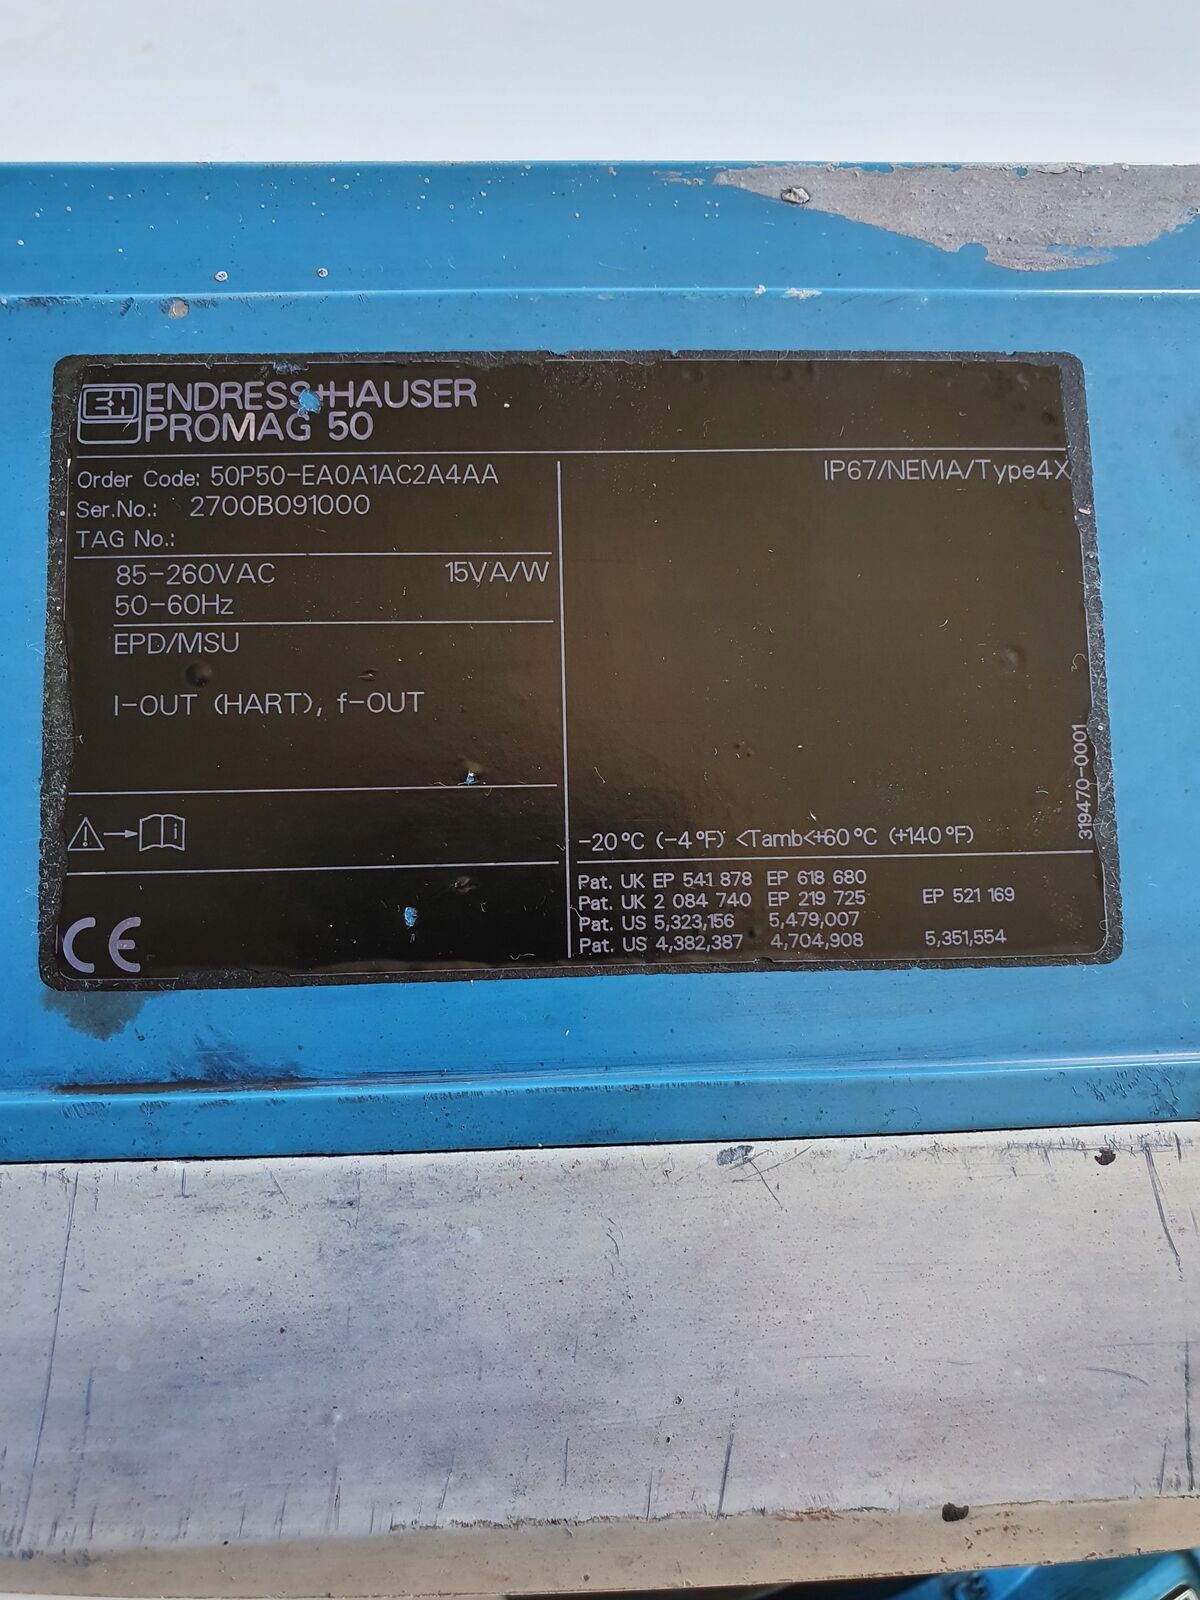 E+H ENDRESS+HAUSER
PROMAG 50
Order Code: 50P50-EA0A1AC2A4AA
Ser.No.: 2700B091000
TAG No.:
IP67/NEMA/Type4X
85-260VAC 15VA/W
50-60Hz
EPD/MSU
I-OUT (HART), f-OUT
319470-0001
i
-20°C (-4°F) <Tamb<+60°C (+140°F)
Pat. UK EP 541 878 EP 618 680
Pat. UK 2 084 740 EP 219 725 EP 521 169
Pat. US 5,323,156 5,479,007
Pat. US 4,382,387 4,704,908 5,351,554
CE